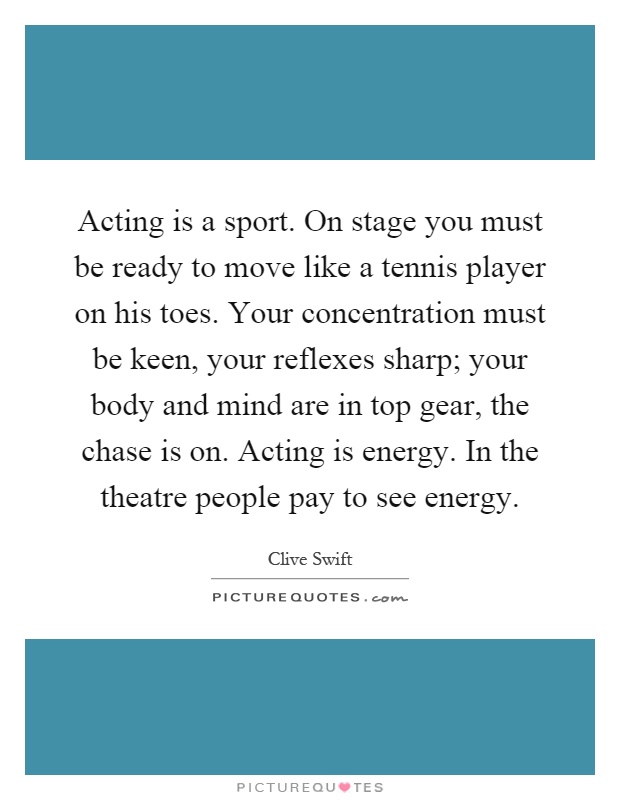 Acting is a sport. On stage you must
be ready to move like a tennis player
on his toes. Your concentration must
be keen, your reflexes sharp; your
body and mind are in top gear, the
chase is on. Acting is energy. In the
theatre people pay to see energy.
Clive Swift
PICTUREQUOTES.com
PICTUREQU♥TES